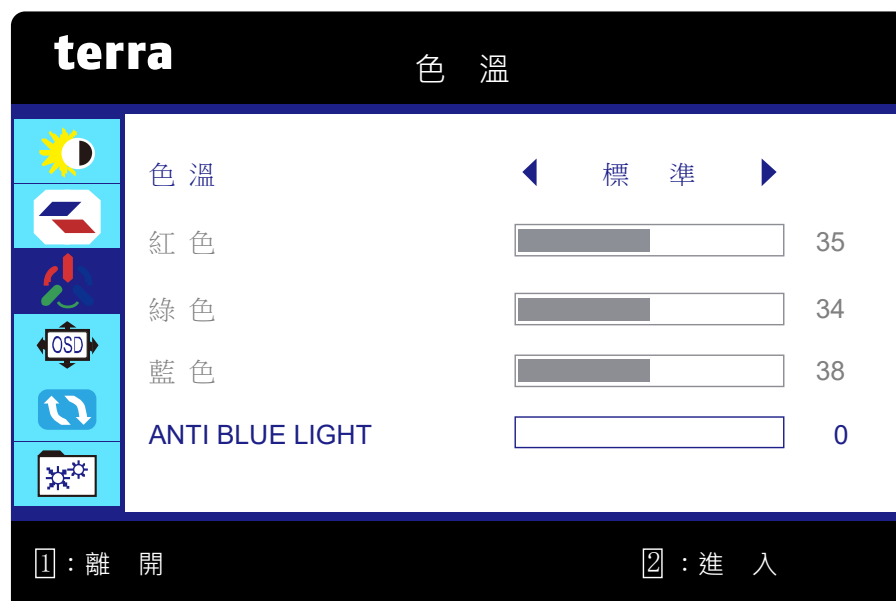 terra
色 溫
色 溫 標 準
紅 色 35
綠 色 34
OSD
藍 色 38
ANTI BLUE LIGHT 0
1：離 開 2：進 入